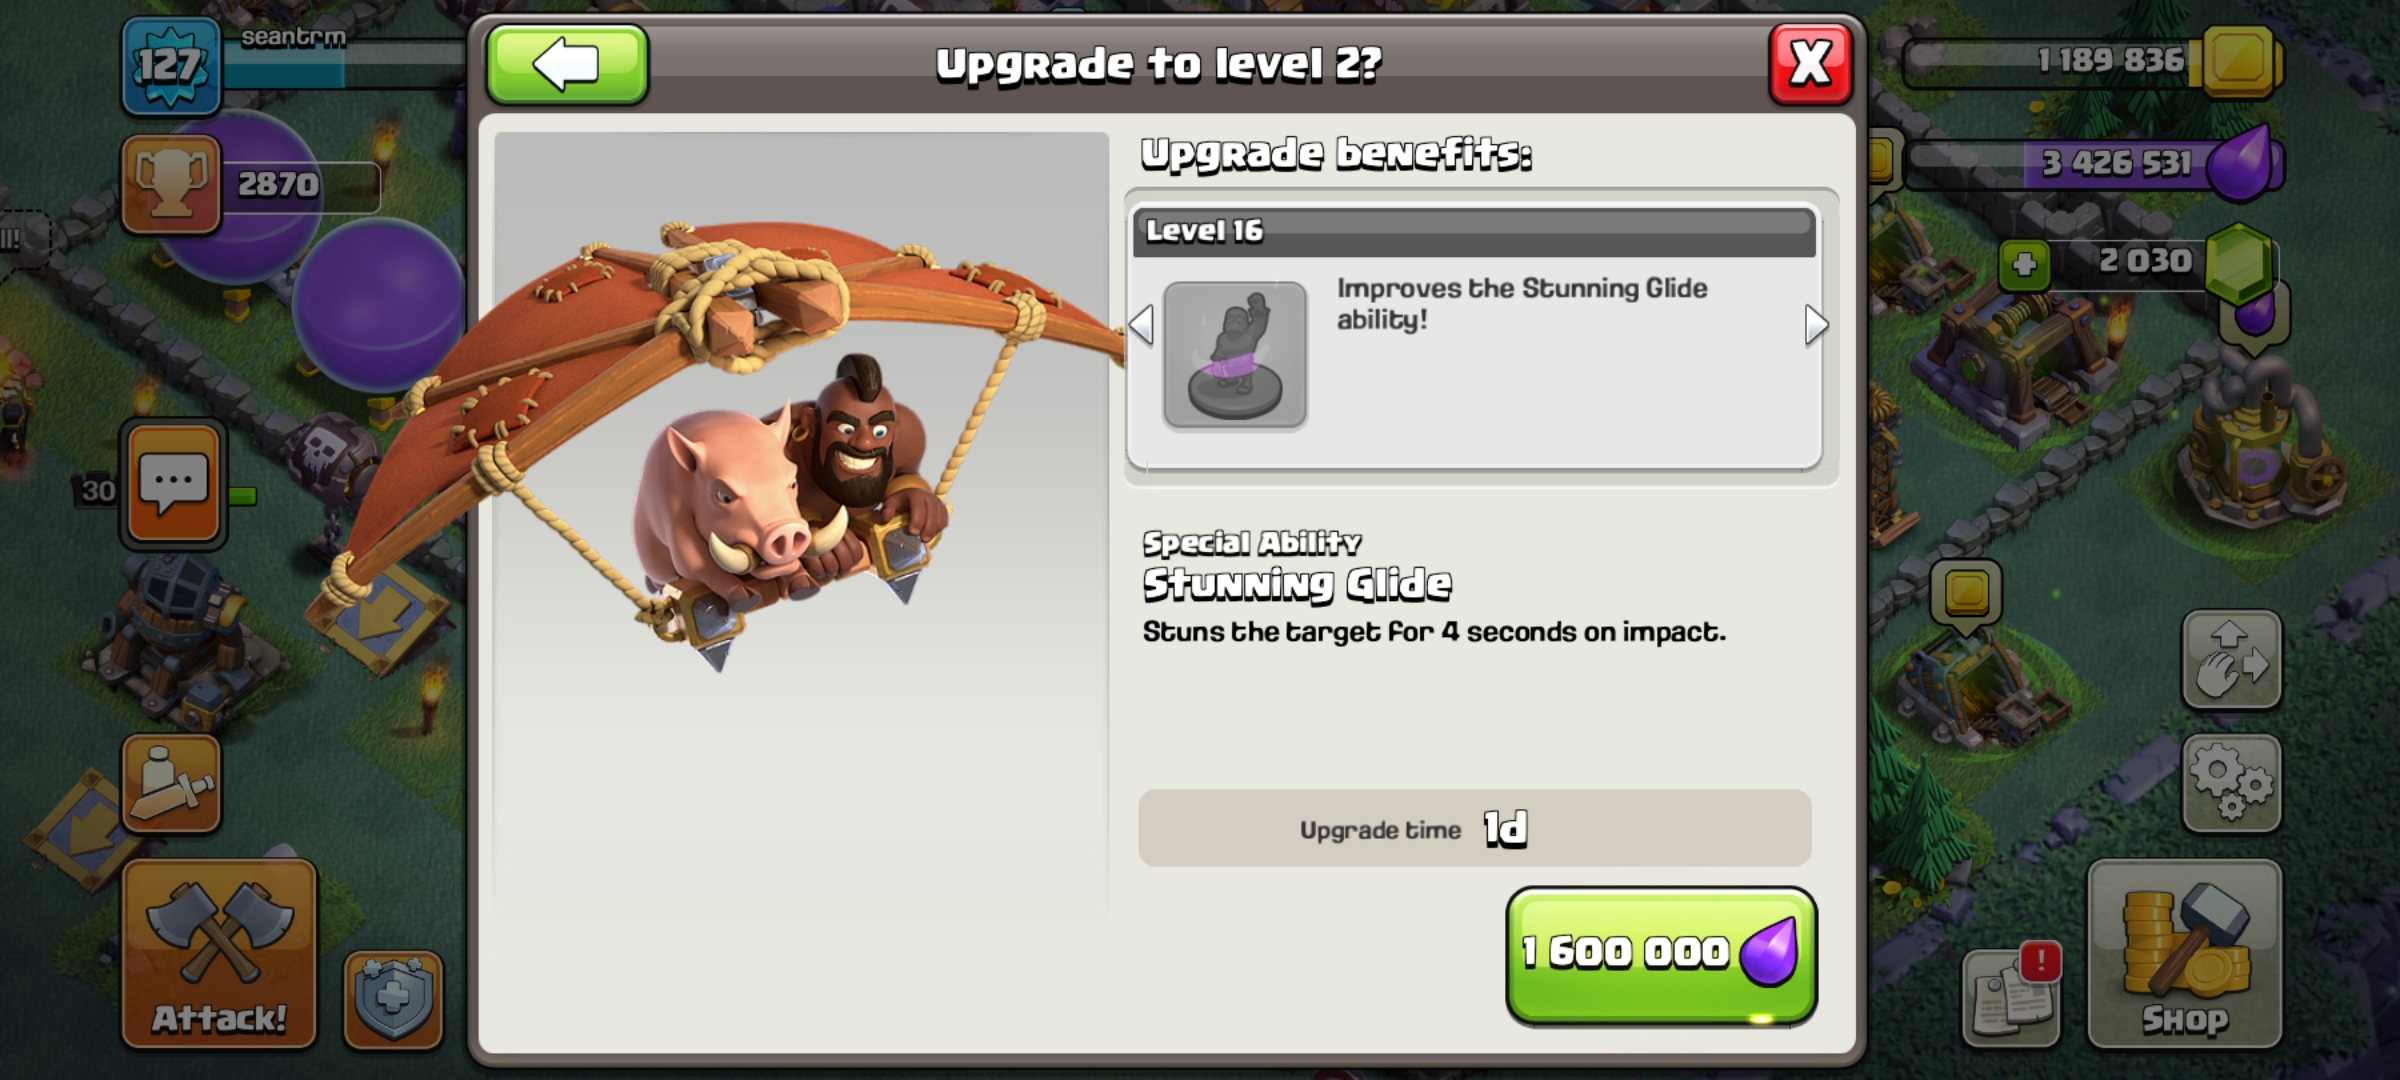 127
seantrm
2870
Upgrade to level 2?
X
1 189 836
3 426 531
2 030
Upgrade benefits:
Level 16
Improves the Stunning Glide
ability!
30
Special Ability
Stunning Glide
Stuns the target for 4 seconds on impact.
Upgrade time 1d
1 600 000
Attack!
!
Shop